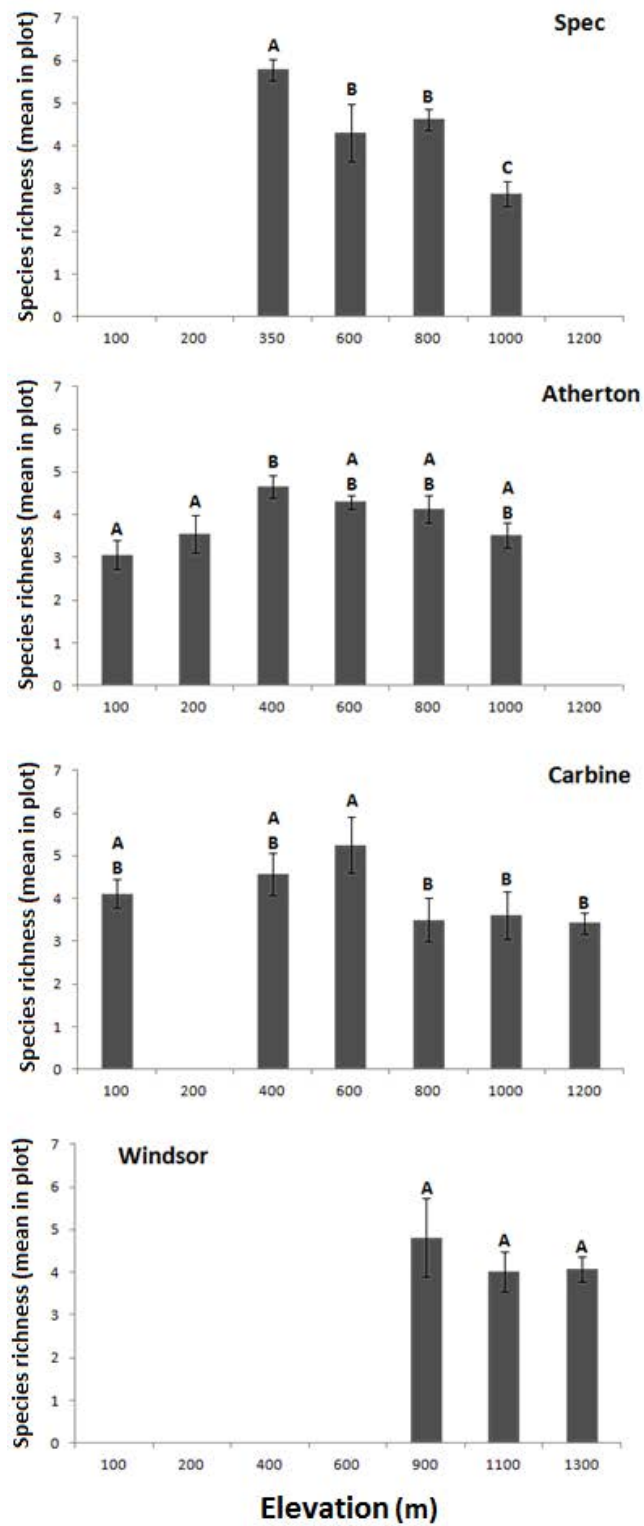 Spec
Species richness (mean in plot)
7
6
5
4
3
2
1
0
A
B
B
C
100 200 350 600 800 1000 1200
Atherton
Species richness (mean in plot)
7
6
5
4
3
2
1
0
A
A
B
A
B
A
B
A
B
100 200 400 600 800 1000 1200
Carbine
Species richness (mean in plot)
7
6
5
4
3
2
1
0
A
B
A
B
A
B
B
B
100 200 400 600 800 1000 1200
Windsor
Species richness (mean in plot)
7
6
5
4
3
2
1
0
A
A
A
100 200 400 600 900 1100 1300
Elevation (m)